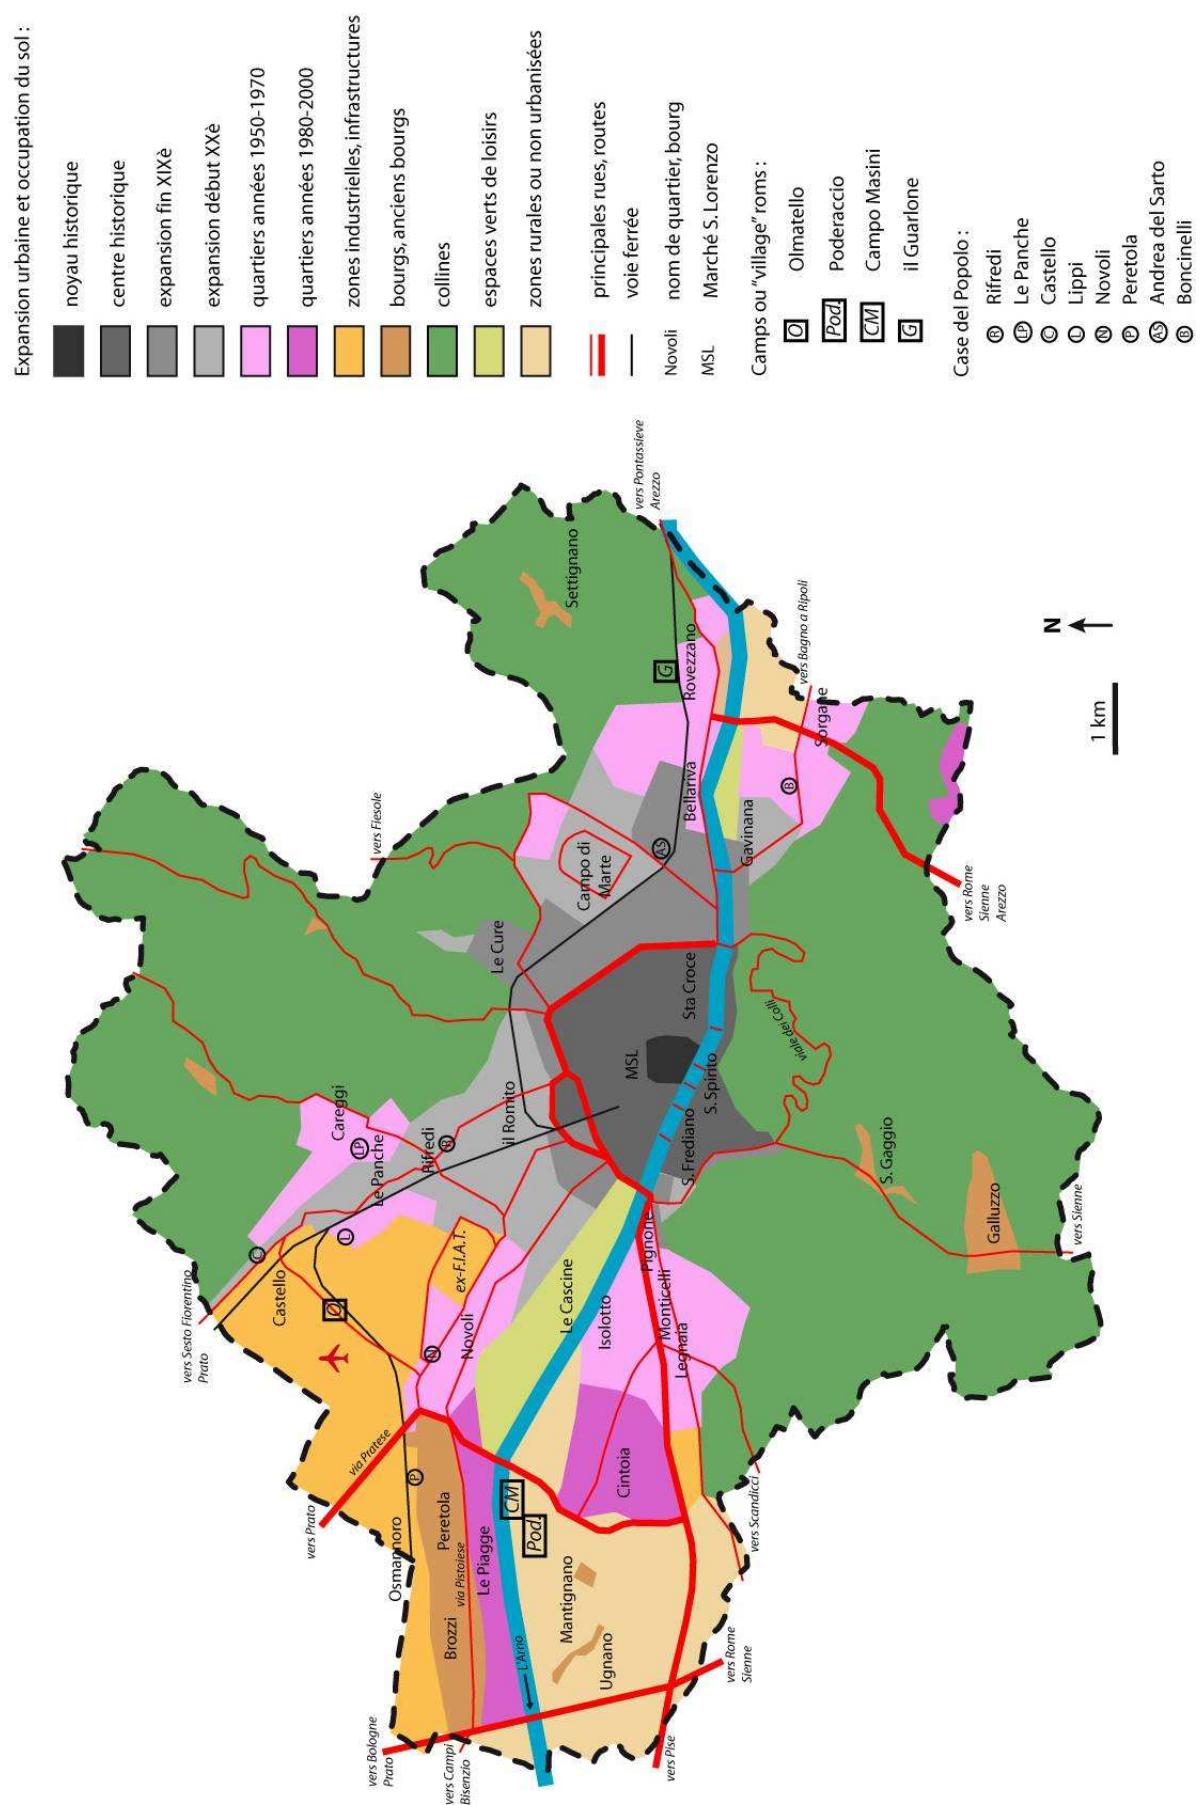 Expansion urbaine et occupation du sol :
noyau historique
centre historique
expansion fin XIXè
expansion début XXè
quartiers années 1950-1970
quartiers années 1980-2000
zones industrielles, infrastructures
bourgs, anciens bourgs
collines
espaces verts de loisirs
zones rurales ou non urbanisées
principales rues, routes
voie ferrée
Novoli nom de quartier, bourg
MSL Marché S. Lorenzo
Camps ou "village" roms :
O Olmatello
Pod. Poderaccio
CM Campo Masini
G il Guarlone
Case del Popolo :
R Rifredi
LP Le Panche
C Castello
L Lippi
N Novoli
P Peretola
AS Andrea del Sarto
B Boncinelli
vers Sesto Fiorentino
Prato
vers Fiesole
C
Castello
O
L
LP
Careggi
Le Panche
Rifredi
R
il Romito
Le Cure
Settignano
vers Prato
via Pratese
Osmannoro
P
N
ex-F.I.A.T.
Novoli
Campo di
Marte
AS
G
Rovezzano
vers Pontassieve
Arezzo
vers Bologne
Prato
vers Campi
Bisenzio
Brozzi
Peretola
via Pistoiese
Le Piagge
L'Arno
CM
Pod.
Le Cascine
Isolotto
MSL
Sta Croce
Bellariva
Mantignano
Ugnano
Cintoia
Pignone
Monticelli
Legnaia
S. Frediano
S. Spirito
Gavinana
B
Sorgane
vers Bagno a Ripoli
vers Pise
vers Rome
Sienne
vers Scandicci
viale dei Colli
S. Gaggio
Galluzzo
vers Sienne
vers Rome
Sienne
Arezzo
1 km
N